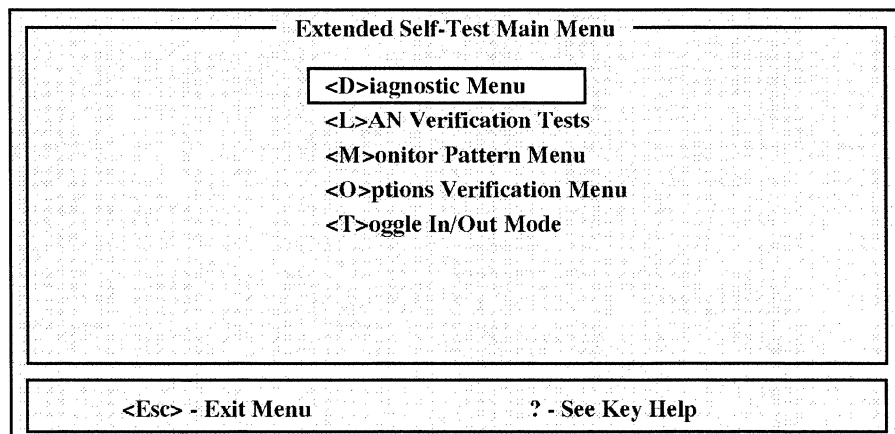 Extended Self-Test Main Menu
<D>iagnostic Menu
<L>AN Verification Tests
<M>onitor Pattern Menu
<O>ptions Verification Menu
<T>oggle In/Out Mode
<Esc> - Exit Menu ? - See Key Help